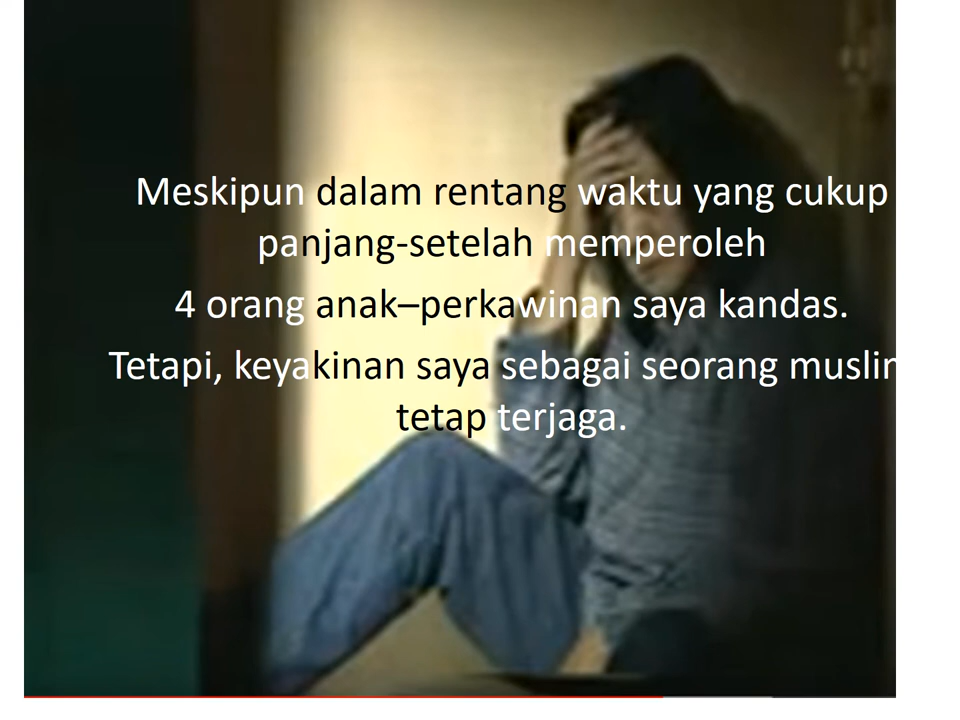 Meskipun dalam rentang waktu yang cukup
panjang-setelah memperoleh
4 orang anak–perkawinan saya kandas.
Tetapi, keyakinan saya sebagai seorang muslim
tetap terjaga.